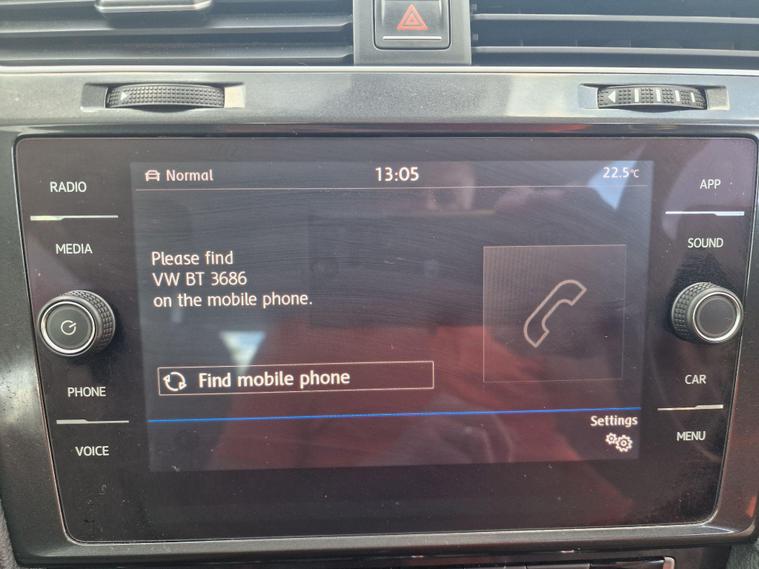 RADIO
MEDIA
PHONE
VOICE
Normal
13:05
22.5°C
Please find
VW BT 3686
on the mobile phone.
Find mobile phone
Settings
APP
SOUND
CAR
MENU